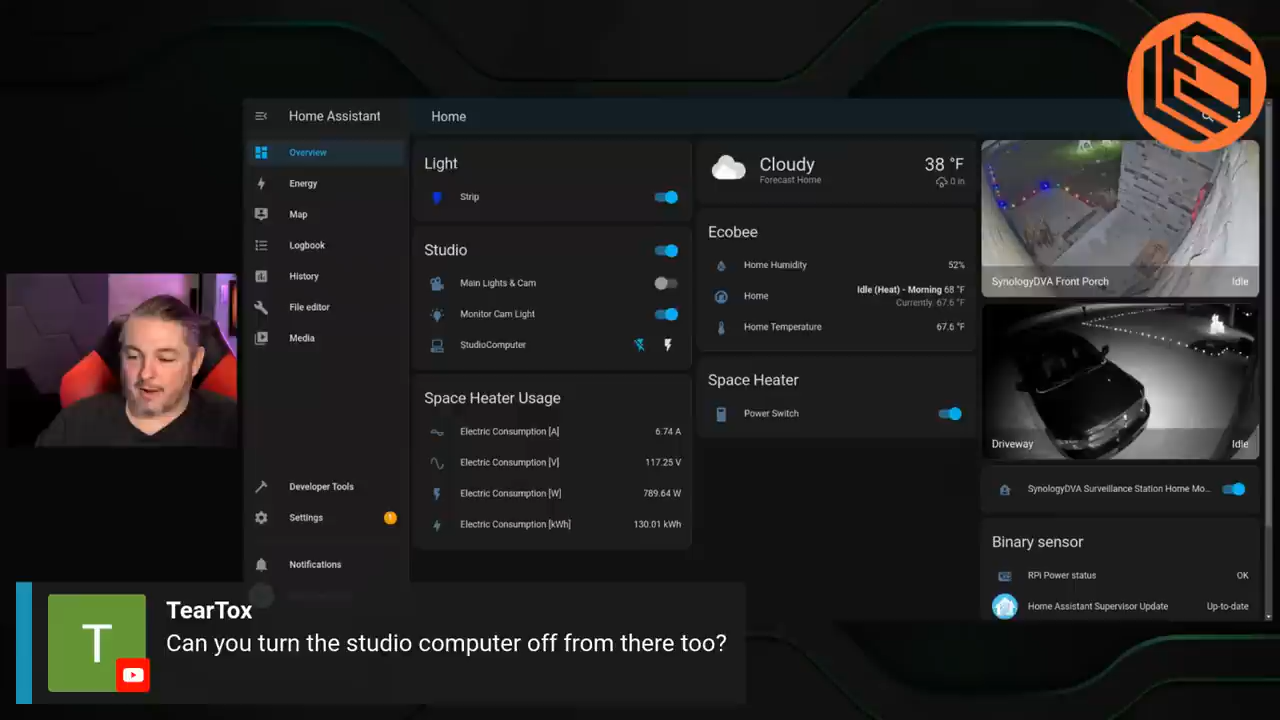 Home Assistant
Home
Overview
Energy
Map
Logbook
History
File editor
Media
Developer Tools
Settings
Notifications
Light
Strip
Studio
Main Lights & Cam
Monitor Cam Light
StudioComputer
Space Heater Usage
Electric Consumption [A] 6.74 A
Electric Consumption [V] 117.25 V
Electric Consumption [W] 789.64 W
Electric Consumption [kWh] 130.01 kWh
Cloudy 38 °F
Forecast Home 0 in
Ecobee
Home Humidity 52%
Home Idle (Heat) - Morning 68 °F
Currently: 67.6 °F
Home Temperature 67.6 °F
Space Heater
Power Switch
SynologyDVA Front Porch Idle
Driveway Idle
SynologyDVA Surveillance Station Home Mo...
Binary sensor
RPi Power status OK
Home Assistant Supervisor Update Up-to-date
T
TearTox
Can you turn the studio computer off from there too?